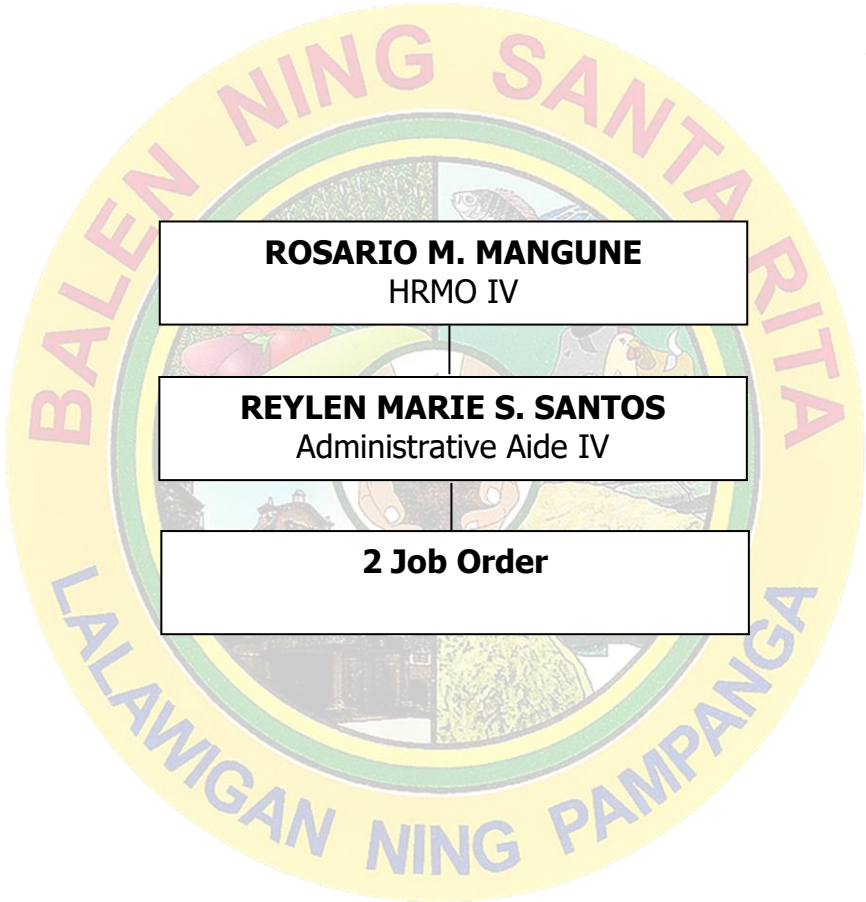 BALEN NING SANTA RITA
ROSARIO M. MANGUNE
HRMO IV
REYLEN MARIE S. SANTOS
Administrative Aide IV
2 Job Order
LALAWIGAN NING PAMPANGA